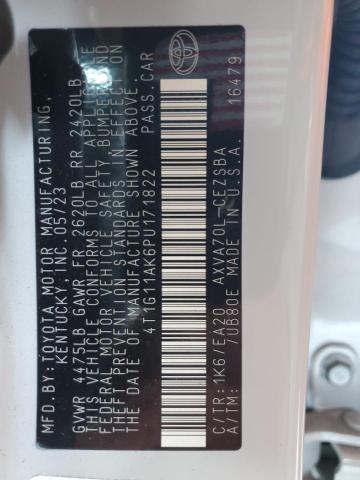 MFD. BY: TOYOTA MOTOR MANUFACTURING,
KENTUCKY, INC. 05/23
GVWR 4475LB GAWR FR 2620LB RR 2420LB
THIS VEHICLE CONFORMS TO ALL APPLICABLE
FEDERAL MOTOR VEHICLE SAFETY, BUMPER, AND
THEFT PREVENTION STANDARDS IN EFFECT ON
THE DATE OF MANUFACTURE SHOWN ABOVE.
4T1G11AK6PU171822 PASS.CAR
C/TR: 1K6/EA20 AXVA70L-CEZSBA
A/TM: /UB80E MADE IN U.S.A. 16479